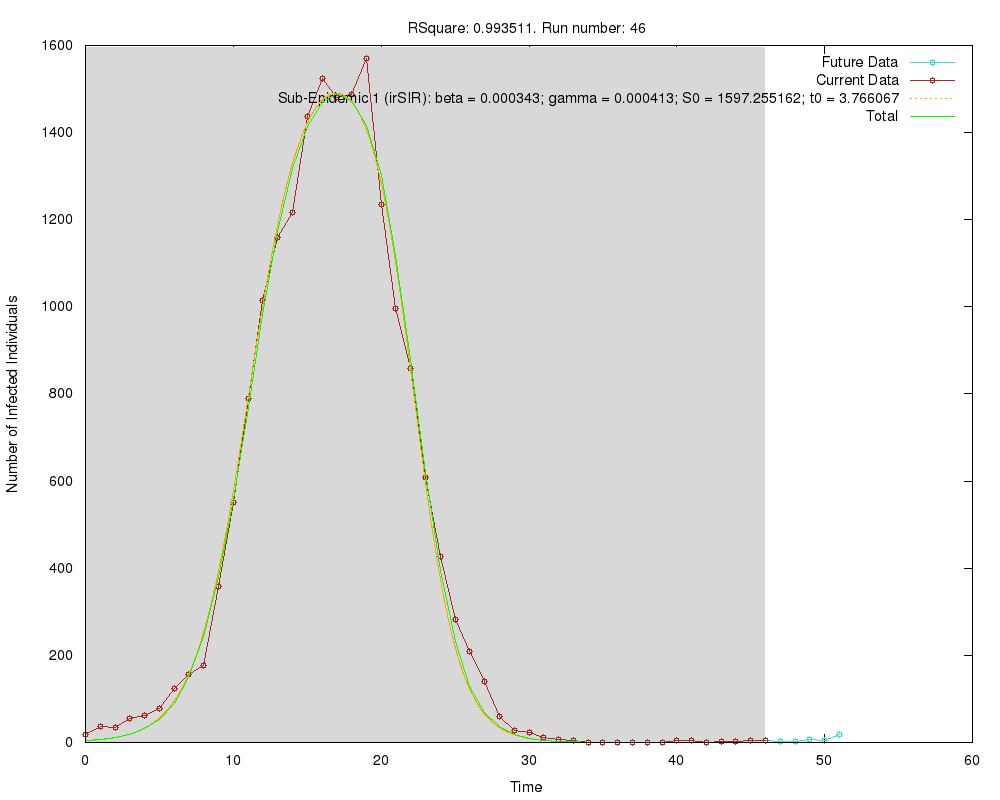 RSquare: 0.993511. Run number: 46
1600
1400
1200
1000
800
600
400
200
0
Number of Infected Individuals
Future Data
Current Data
Sub-Epidemic 1 (irSIR): beta = 0.000343; gamma = 0.000413; S0 = 1597.255162; t0 = 3.766067
Total
0 10 20 30 40 50 60
Time